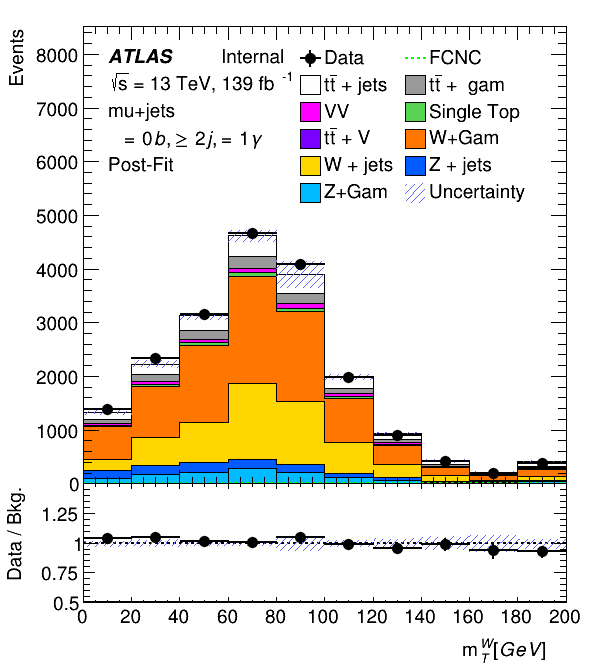 ATLAS Internal
√s = 13 TeV, 139 fb⁻¹
mu+jets
= 0b, ≥ 2j, = 1γ
Post-Fit
Data
FCNC
tt̄ + jets
tt̄ + gam
VV
Single Top
tt̄ + V
W+Gam
W + jets
Z + jets
Z+Gam
Uncertainty
Events
8000
7000
6000
5000
4000
3000
2000
1000
0
Data / Bkg.
1.25
1
0.75
0.5
0 20 40 60 80 100 120 140 160 180 200
m_T^W [GeV]